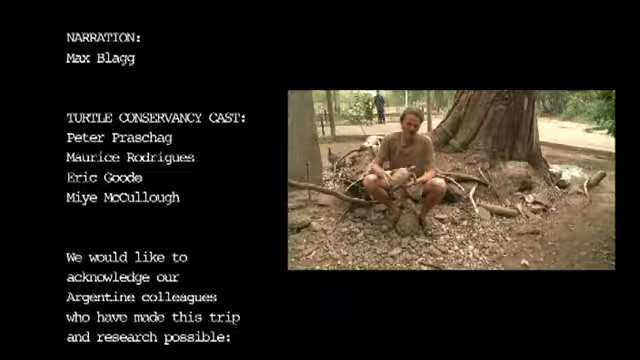 NARRATION:
Max Blagg
TURTLE CONSERVANCY CAST:
Peter Praschag
Maurice Rodrigues
Eric Goode
Miye McCullough
We would like to
acknowledge our
Argentine colleagues
who have made this trip
and research possible: